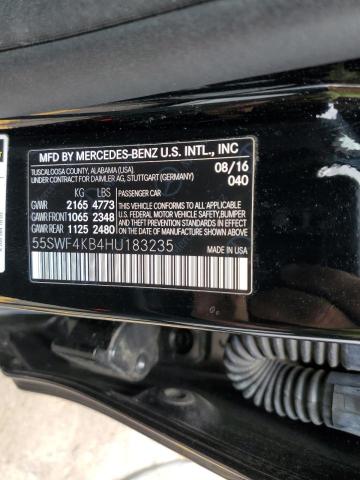 MFD BY MERCEDES-BENZ U.S. INTL., INC
TUSCALOOSA COUNTY, ALABAMA (USA).
UNDER CONTRACT FOR DAIMLER AG, STUTTGART (GERMANY)
08/16
040
KG LBS
GAWR 2165 4773
GAWR FRONT 1065 2348
GAWR REAR 1125 2480
PASSENGER CAR
THIS VEHICLE CONFORMS TO ALL APPLICABLE
U.S. FEDERAL MOTOR VEHICLE SAFETY, BUMPER
AND THEFT PREVENTION STANDARDS IN EFFECT
ON THE DATE OF MANUFACTURE SHOWN ABOVE.
55SWF4KB4HU183235
MADE IN USA